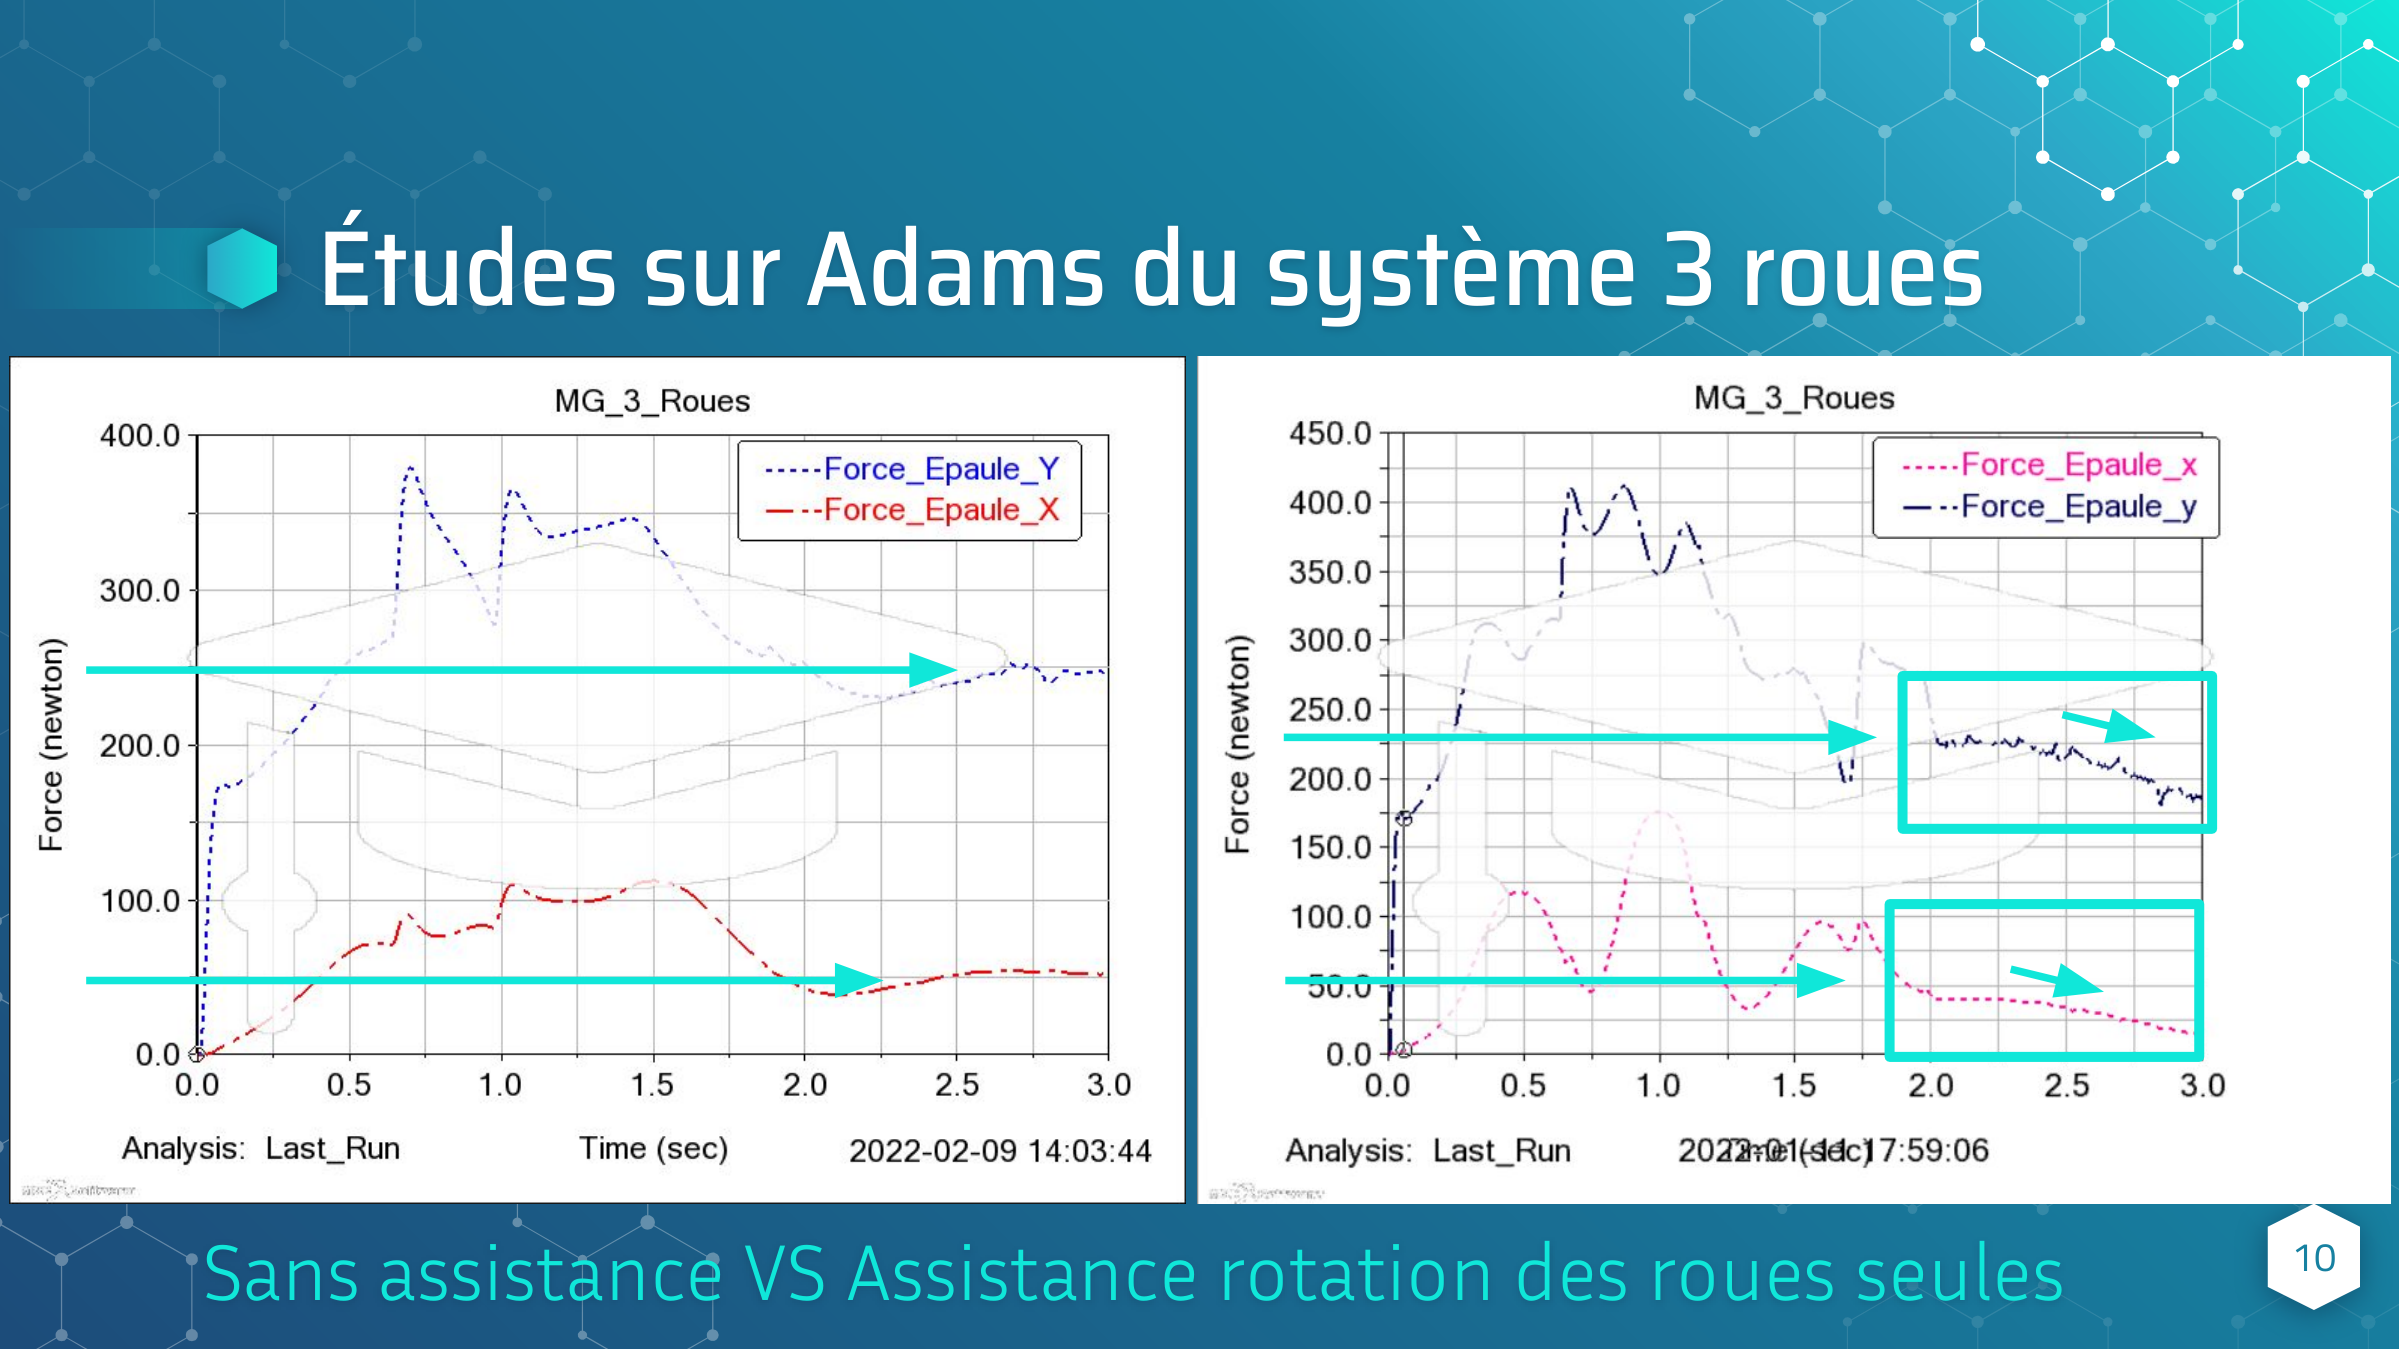 Études sur Adams du système 3 roues
MG_3_Roues
Force_Epaule_Y
Force_Epaule_X
400.0
300.0
200.0
100.0
0.0
Force (newton)
0.0 0.5 1.0 1.5 2.0 2.5 3.0
Analysis: Last_Run Time (sec) 2022-02-09 14:03:44
MG_3_Roues
Force_Epaule_x
Force_Epaule_y
450.0
400.0
350.0
300.0
250.0
200.0
150.0
100.0
50.0
0.0
Force (newton)
0.0 0.5 1.0 1.5 2.0 2.5 3.0
Analysis: Last_Run Time (sec) 2022-01-11 17:59:06
Sans assistance VS Assistance rotation des roues seules
10